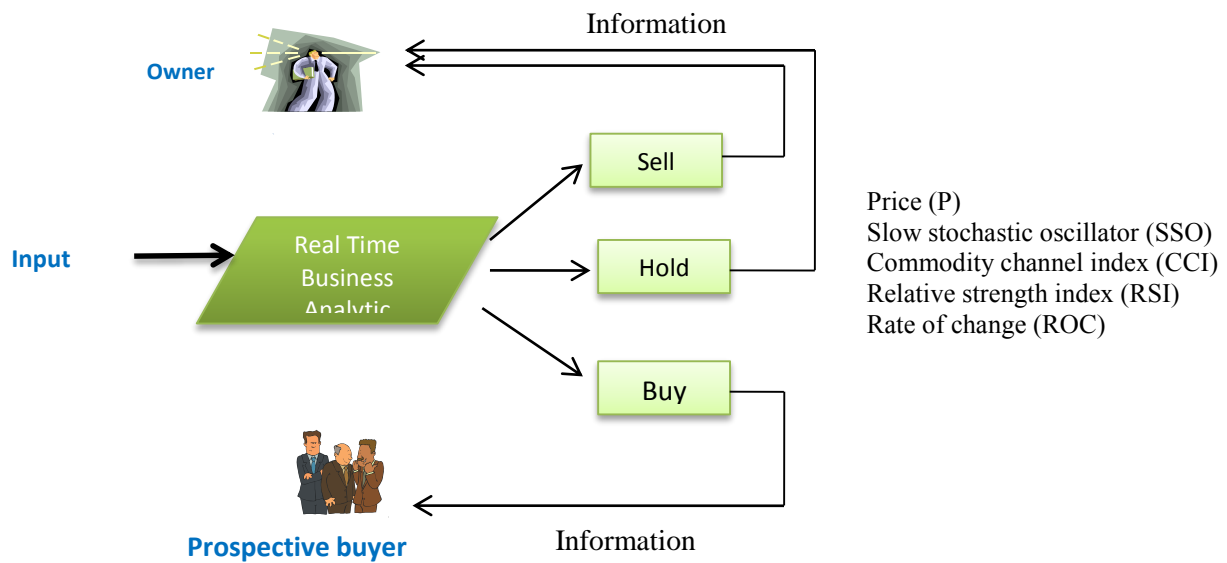 Information
Owner
Sell
Price (P)
Slow stochastic oscillator (SSO)
Commodity channel index (CCI)
Relative strength index (RSI)
Rate of change (ROC)
Input
Real Time
Business
Analytic
Hold
Buy
Prospective buyer
Information